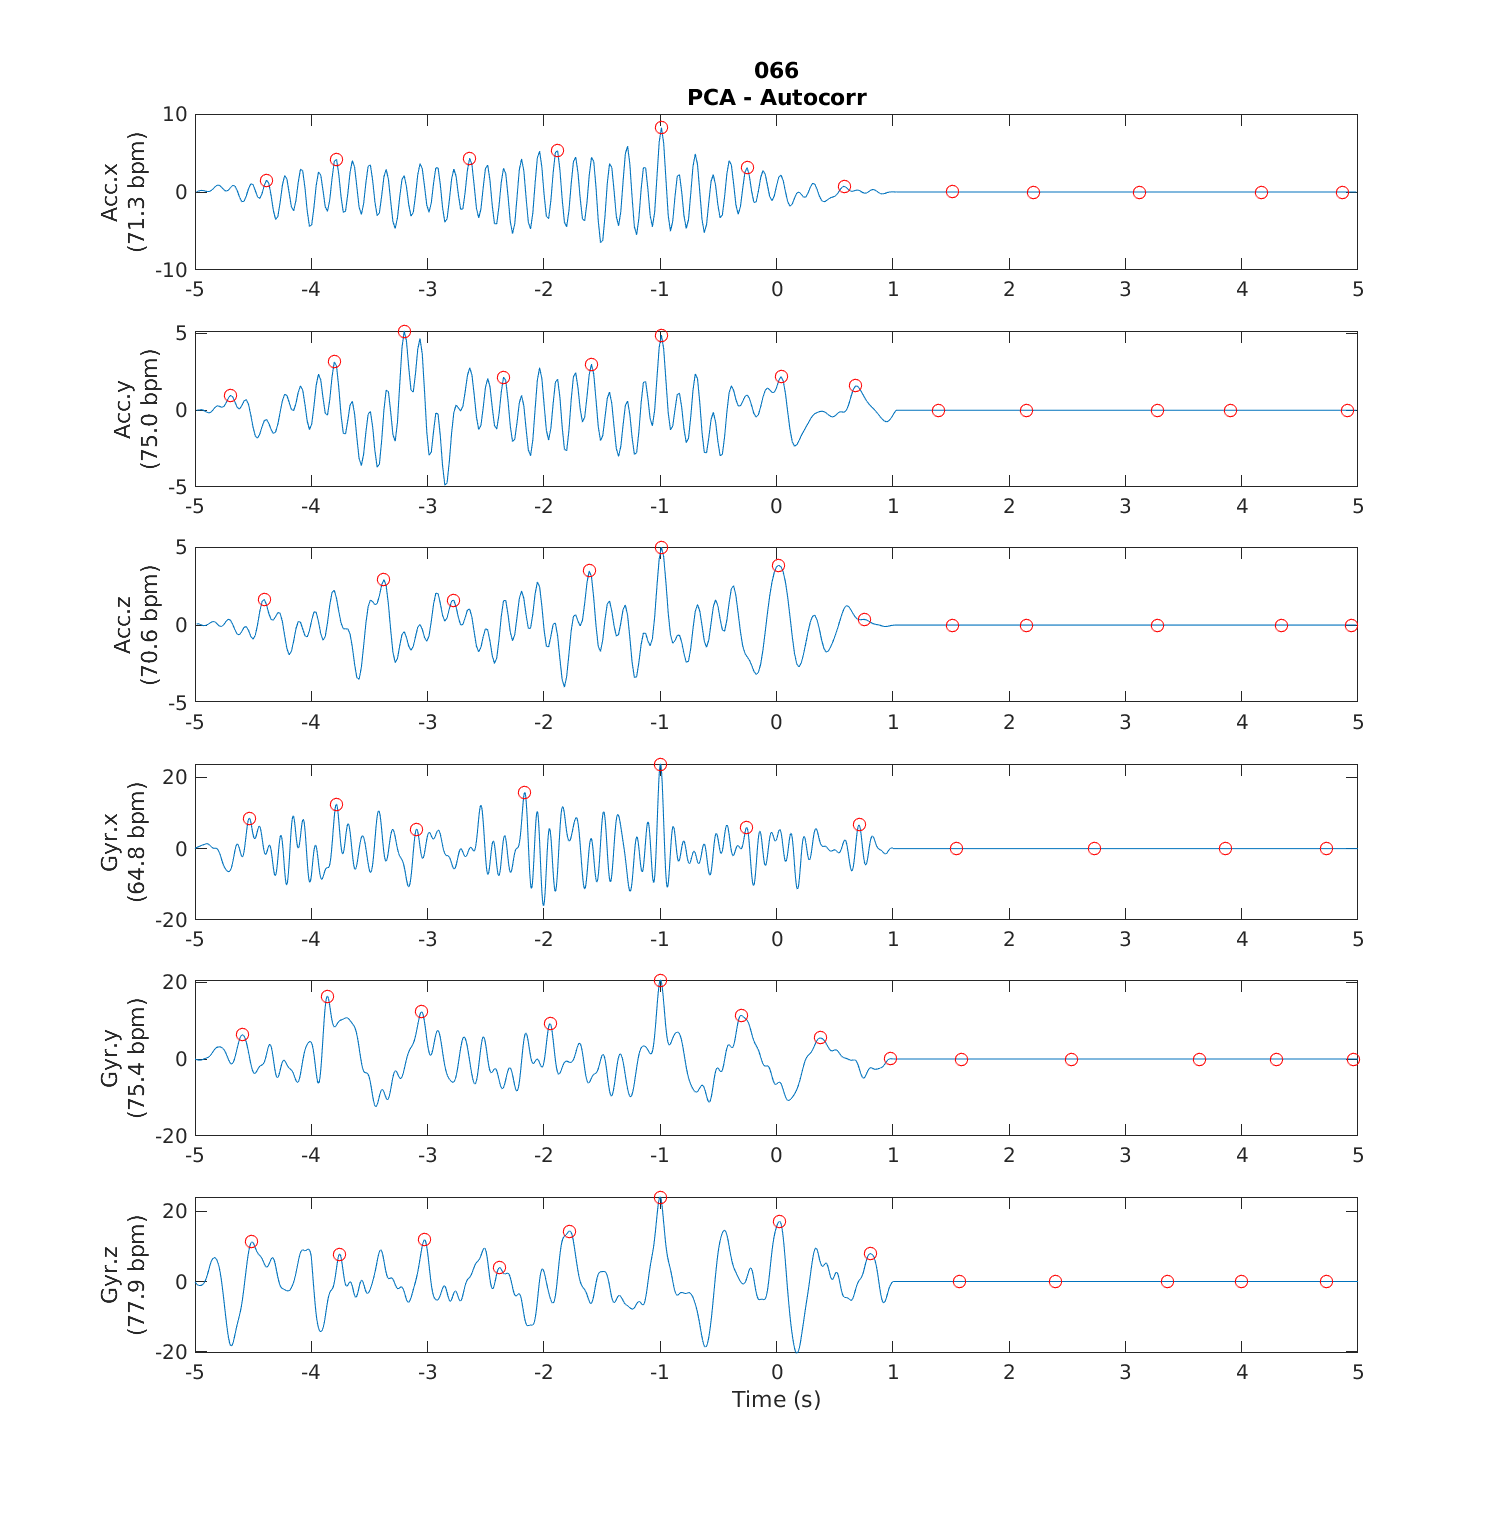 066
PCA - Autocorr
Acc.x
(71.3 bpm)
10
0
-10
-5 -4 -3 -2 -1 0 1 2 3 4 5
Acc.y
(75.0 bpm)
5
0
-5
-5 -4 -3 -2 -1 0 1 2 3 4 5
Acc.z
(70.6 bpm)
5
0
-5
-5 -4 -3 -2 -1 0 1 2 3 4 5
Gyr.x
(64.8 bpm)
20
0
-20
-5 -4 -3 -2 -1 0 1 2 3 4 5
Gyr.y
(75.4 bpm)
20
0
-20
-5 -4 -3 -2 -1 0 1 2 3 4 5
Gyr.z
(77.9 bpm)
20
0
-20
-5 -4 -3 -2 -1 0 1 2 3 4 5
Time (s)